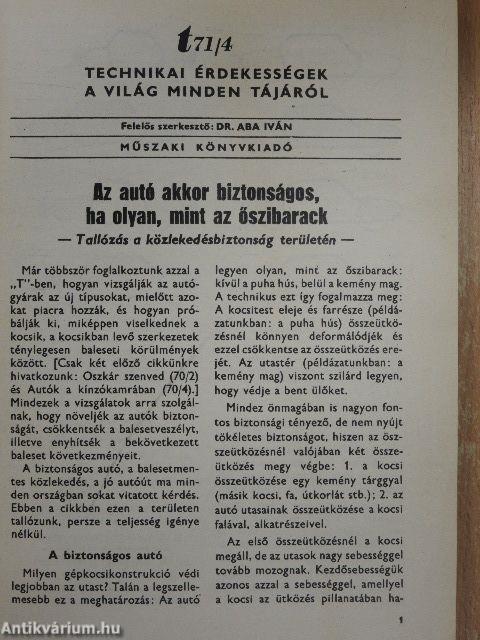 t71/4
TECHNIKAI ÉRDEKESSÉGEK
A VILÁG MINDEN TÁJÁRÓL
Felelős szerkesztő: DR. ABA IVÁN
MŰSZAKI KÖNYVKIADÓ
Az autó akkor biztonságos,
ha olyan, mint az őszibarack
— Tallózás a közlekedésbiztonság területén —
Már többször foglalkoztunk azzal a
„T"-ben, hogyan vizsgálják az autó-
gyárak az új típusokat, mielőtt azo-
kat piacra hozzák, és hogyan pró-
bálják ki, miképpen viselkednek a
kocsik, a kocsikban levő szerkezetek
ténylegesen baleseti körülmények
között. [Csak két előző cikkünkre
hivatkozunk: Oszkár szenved (70/2)
és Autók a kínzókamrában (70/4).]
Mindezek a vizsgálatok arra szolgál-
nak, hogy növeljék az autók bizton-
ságát, csökkentsék a balesetveszélyt,
illetve enyhítsék a bekövetkezett
baleset következményeit.
A biztonságos autó, a balesetmen-
tes közlekedés, a jó autóút ma
minden országban sokat vitatott kérdés.
Ebben a cikkben ezen a területen
tallózunk, persze a teljesség igénye
nélkül.
A biztonságos autó
Milyen gépkocsikonstrukció védi
legjobban az utast? Talán a legszelle-
mesebb ez a meghatározás: Az autó
legyen olyan, mint az őszibarack:
kívül a puha hús, belül a kemény mag.
A technikus ezt így fogalmazza meg:
A kocsitest eleje és farrésze (példá-
zatunkban: a puha hús) összeütkö-
zésnél könnyen deformálódjék és
ezzel csökkentse az összeütközés ere-
jét. Az utastér (példázatunkban: a
kemény mag) viszont szilárd legyen,
hogy védje a bent ülőket.
Mindez önmagában is nagyon fon-
tos biztonsági tényező, de nem nyújt
tökéletes biztonságot, hiszen az ösz-
szeütközésnél valójában két össze-
ütközés megy végbe: 1. a kocsi
összeütközése egy kemény tárggyal
(másik kocsi, fa, útkorlát stb.); 2. az
autó utasainak összeütközése a kocsi
falával, alkatrészeivel.
Az első összeütközésnél a kocsi
megáll, de az utasok nagy sebességgel
tovább mozognak. Kezdősebességük
azonos azzal a sebességgel, amellyel
a kocsi az ütközés pillanatában ha-
1
Antikvárium.hu